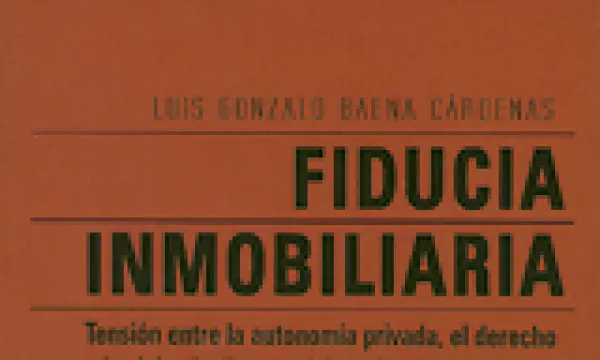 LUIS GONZALO BAENA CÁRDENAS
FIDUCIA
INMOBILIARIA
Tensión entre la autonomía privada, el derecho